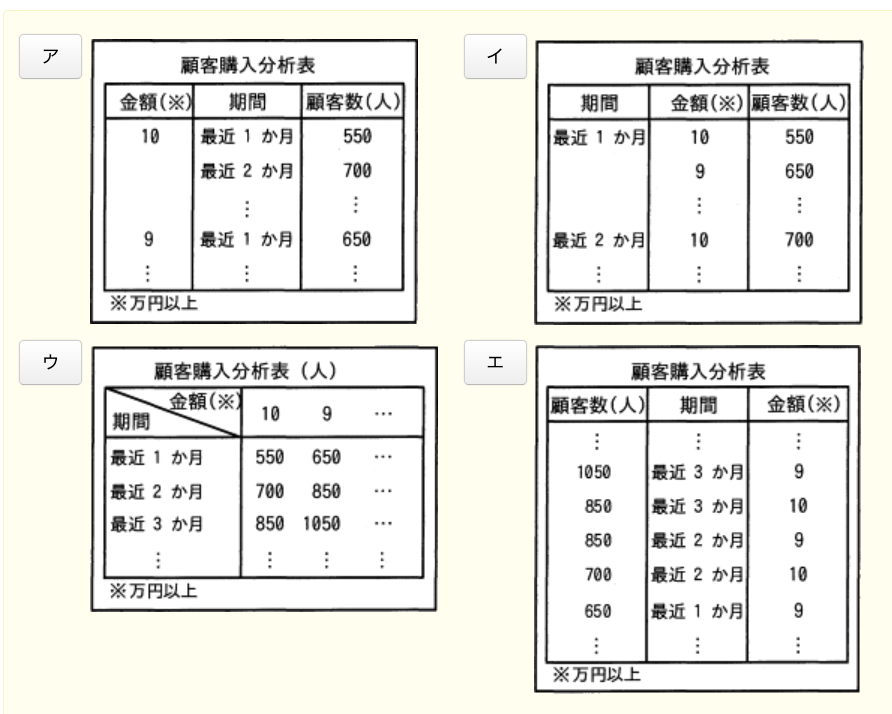 ア
顧客購入分析表
金額(※) 期間 顧客数(人)
10 最近 1 か月 550
最近 2 か月 700
⋮ ⋮
9 最近 1 か月 650
⋮ ⋮ ⋮
※万円以上
イ
顧客購入分析表
期間 金額(※) 顧客数(人)
最近 1 か月 10 550
9 650
⋮ ⋮
最近 2 か月 10 700
⋮ ⋮ ⋮
※万円以上
ウ
顧客購入分析表 (人)
金額(※) 10 9 …
期間
最近 1 か月 550 650 …
最近 2 か月 700 850 …
最近 3 か月 850 1050 …
⋮ ⋮ ⋮ ⋮
※万円以上
エ
顧客購入分析表
顧客数(人) 期間 金額(※)
⋮ ⋮ ⋮
1050 最近 3 か月 9
850 最近 3 か月 10
850 最近 2 か月 9
700 最近 2 か月 10
650 最近 1 か月 9
⋮ ⋮ ⋮
※万円以上